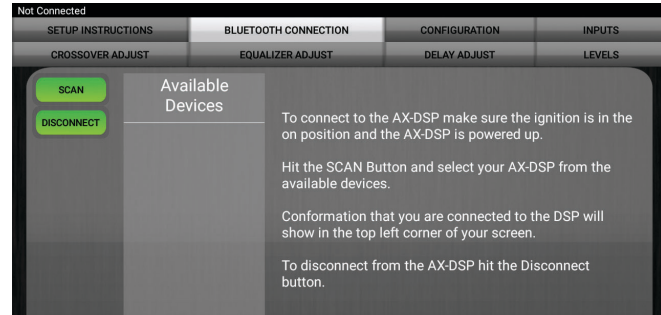 Not Connected
SETUP INSTRUCTIONS BLUETOOTH CONNECTION CONFIGURATION INPUTS
CROSSOVER ADJUST EQUALIZER ADJUST DELAY ADJUST LEVELS
SCAN
DISCONNECT
Available
Devices
To connect to the AX-DSP make sure the ignition is in the
on position and the AX-DSP is powered up.
Hit the SCAN Button and select your AX-DSP from the
available devices.
Conformation that you are connected to the DSP will
show in the top left corner of your screen.
To disconnect from the AX-DSP hit the Disconnect
button.